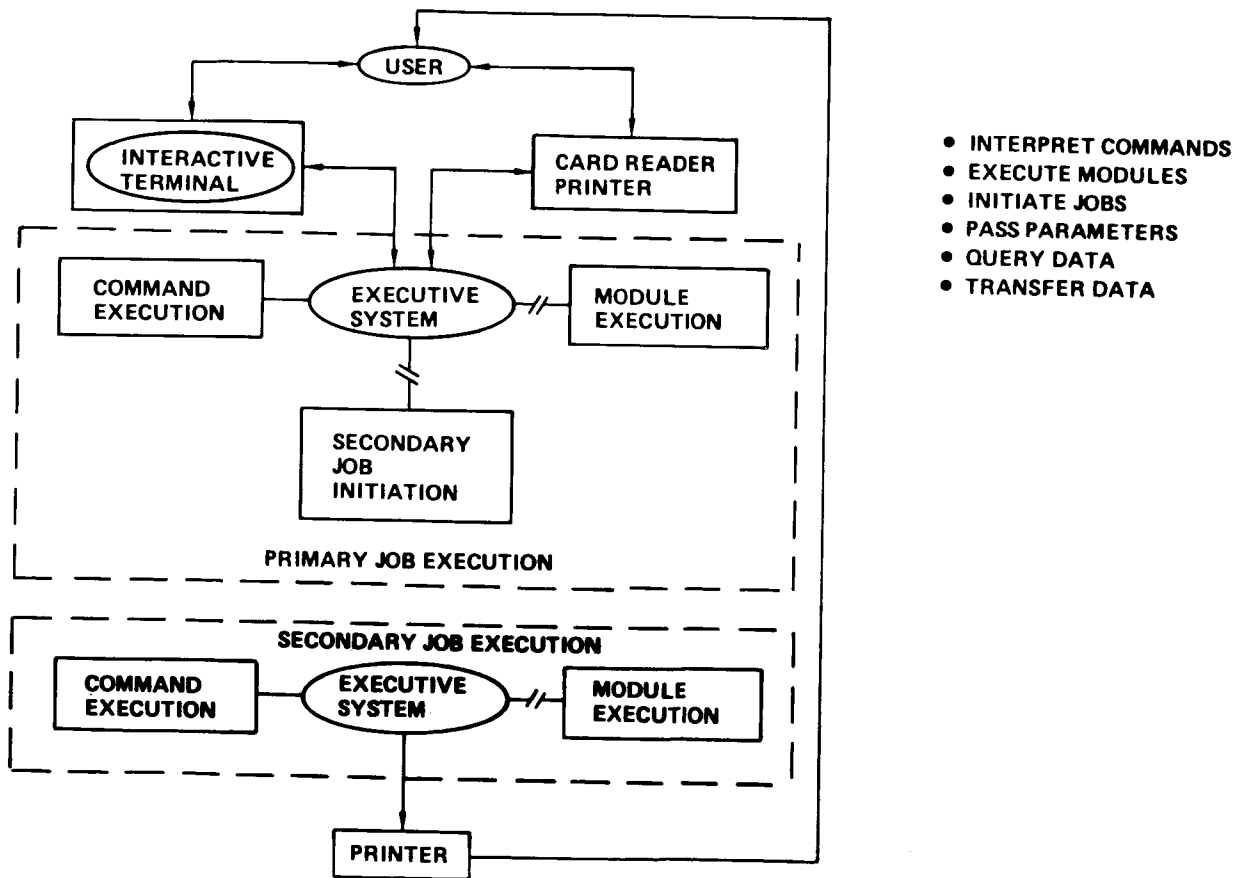 USER
INTERACTIVE
TERMINAL
CARD READER
PRINTER
COMMAND
EXECUTION
EXECUTIVE
SYSTEM
MODULE
EXECUTION
SECONDARY
JOB
INITIATION
PRIMARY JOB EXECUTION
SECONDARY JOB EXECUTION
COMMAND
EXECUTION
EXECUTIVE
SYSTEM
MODULE
EXECUTION
PRINTER
• INTERPRET COMMANDS
• EXECUTE MODULES
• INITIATE JOBS
• PASS PARAMETERS
• QUERY DATA
• TRANSFER DATA